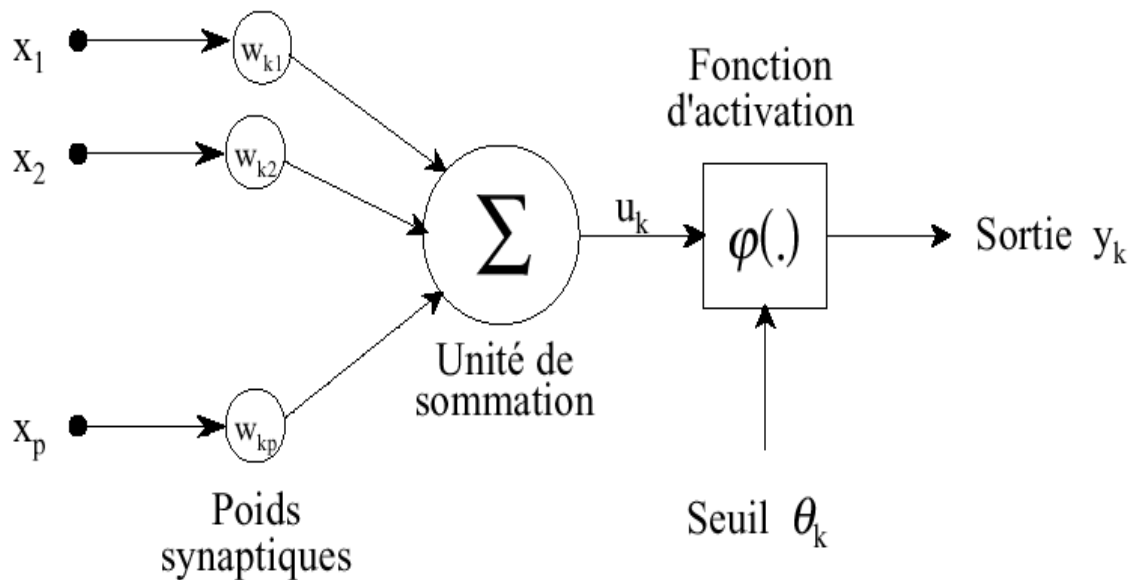 x1
wk1
x2
wk2
xp
wkp
Poids
synaptiques
Σ
Unité de
sommation
uk
Fonction
d'activation
φ(.)
Seuil θk
Sortie yk